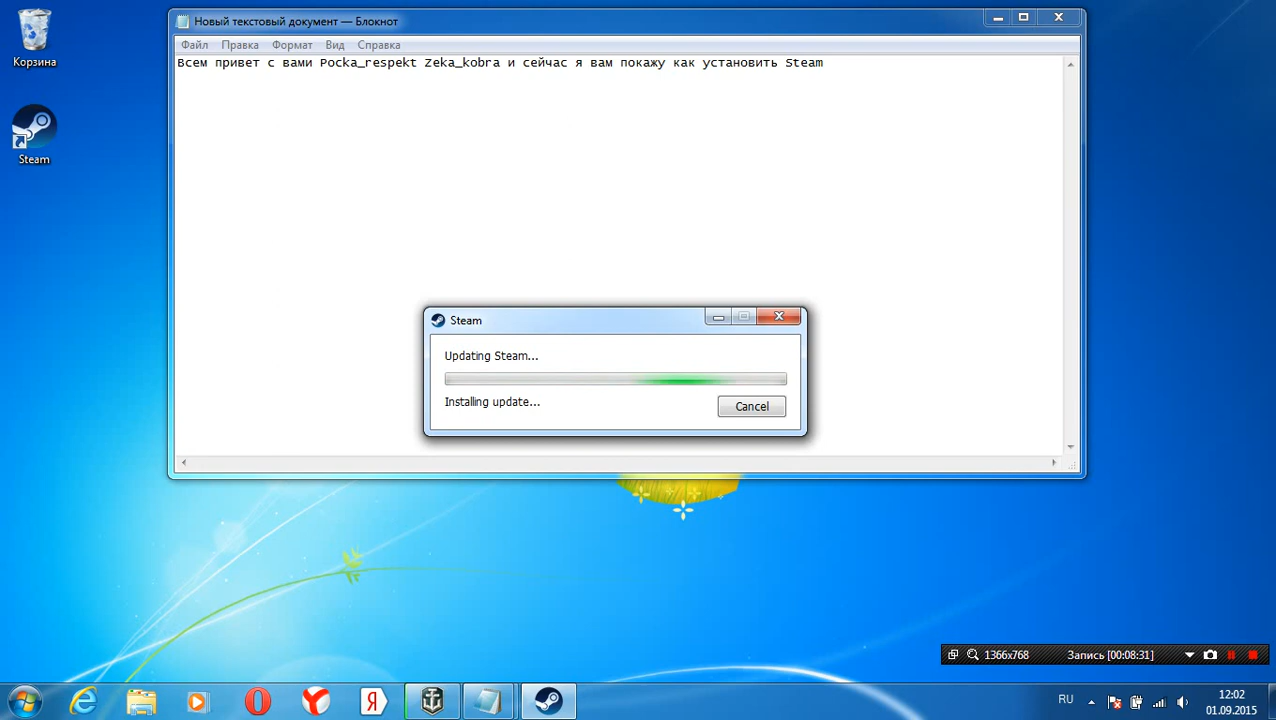 Корзина
Steam
Новый текстовый документ — Блокнот
Файл Правка Формат Вид Справка
Всем привет с вами Pocka_respekt Zeka_kobra и сейчас я вам покажу как установить Steam
Steam
Updating Steam...
Installing update...
Cancel
1366x768 Запись [00:08:31]
Я
RU
12:02
01.09.2015